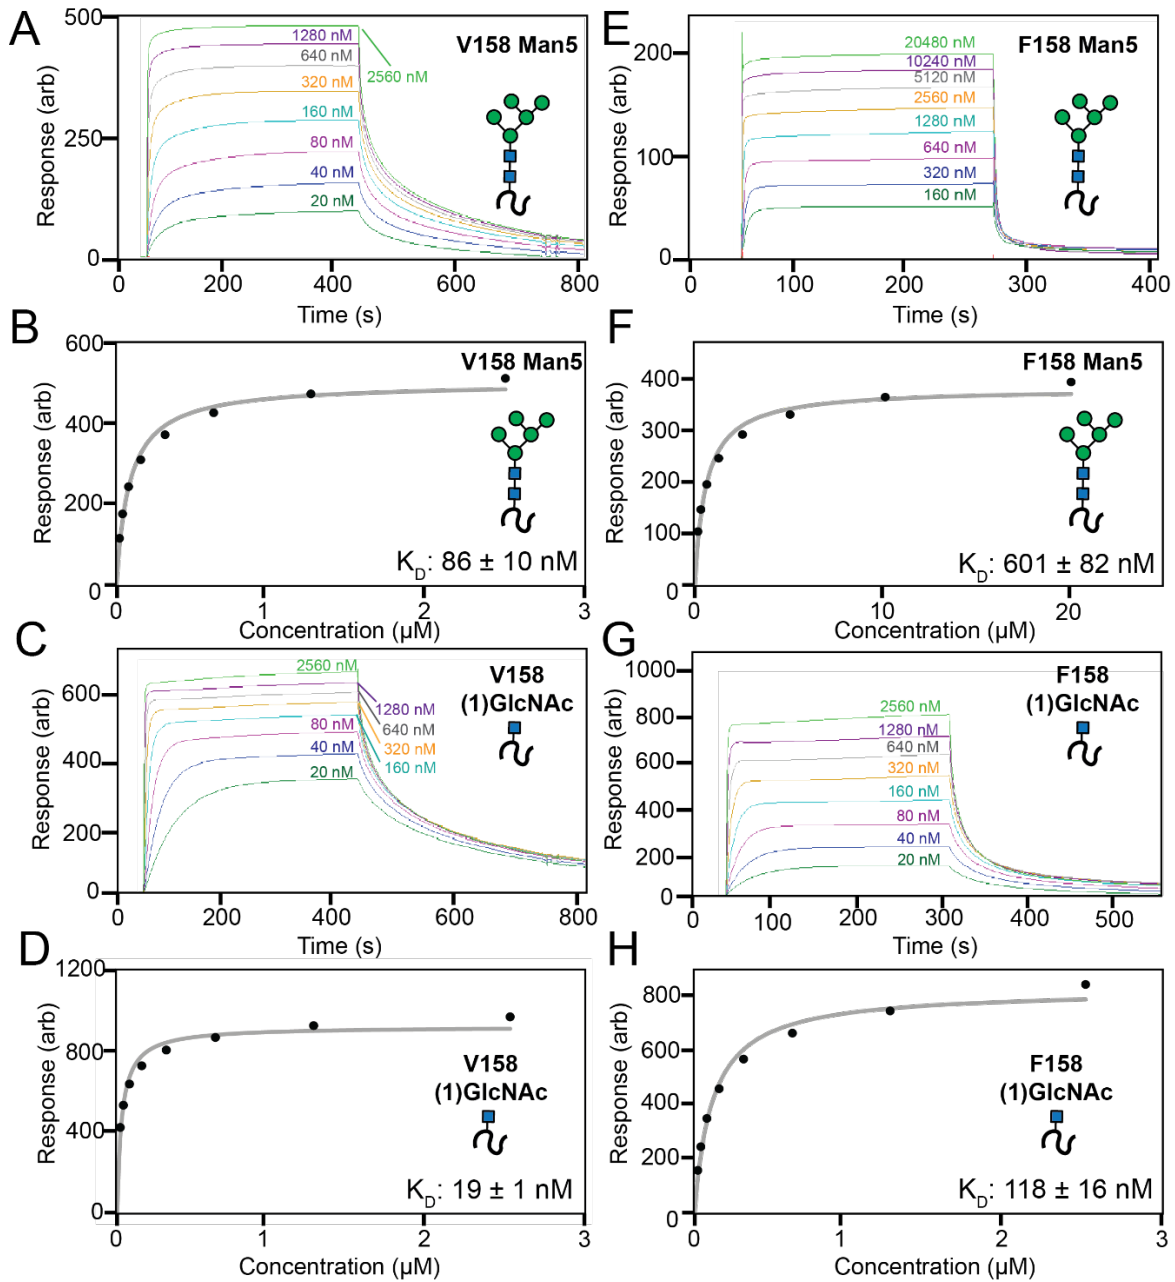 A
500
250
0
Response (arb)
V158 Man5
1280 nM
640 nM
2560 nM
320 nM
160 nM
80 nM
40 nM
20 nM
0
200
400
600
800
Time (s)
E
200
100
0
Response (arb)
F158 Man5
20480 nM
10240 nM
5120 nM
2560 nM
1280 nM
640 nM
320 nM
160 nM
0
100
200
300
400
Time (s)
B
600
400
200
0
Response (arb)
V158 Man5
KD: 86 ± 10 nM
0
1
2
3
Concentration (µM)
F
400
300
200
100
0
Response (arb)
F158 Man5
KD: 601 ± 82 nM
0
10
20
Concentration (µM)
C
600
400
200
0
Response (arb)
2560 nM
V158
(1)GlcNAc
1280 nM
640 nM
320 nM
160 nM
80 nM
40 nM
20 nM
0
200
400
600
800
Time (s)
G
1000
800
600
400
200
0
Response (arb)
F158
(1)GlcNAc
2560 nM
1280 nM
640 nM
320 nM
160 nM
80 nM
40 nM
20 nM
0
100
200
300
400
500
Time (s)
D
1200
800
400
0
Response (arb)
V158
(1)GlcNAc
KD: 19 ± 1 nM
0
1
2
3
Concentration (µM)
H
800
600
400
200
0
Response (arb)
F158
(1)GlcNAc
KD: 118 ± 16 nM
0
1
2
3
Concentration (µM)